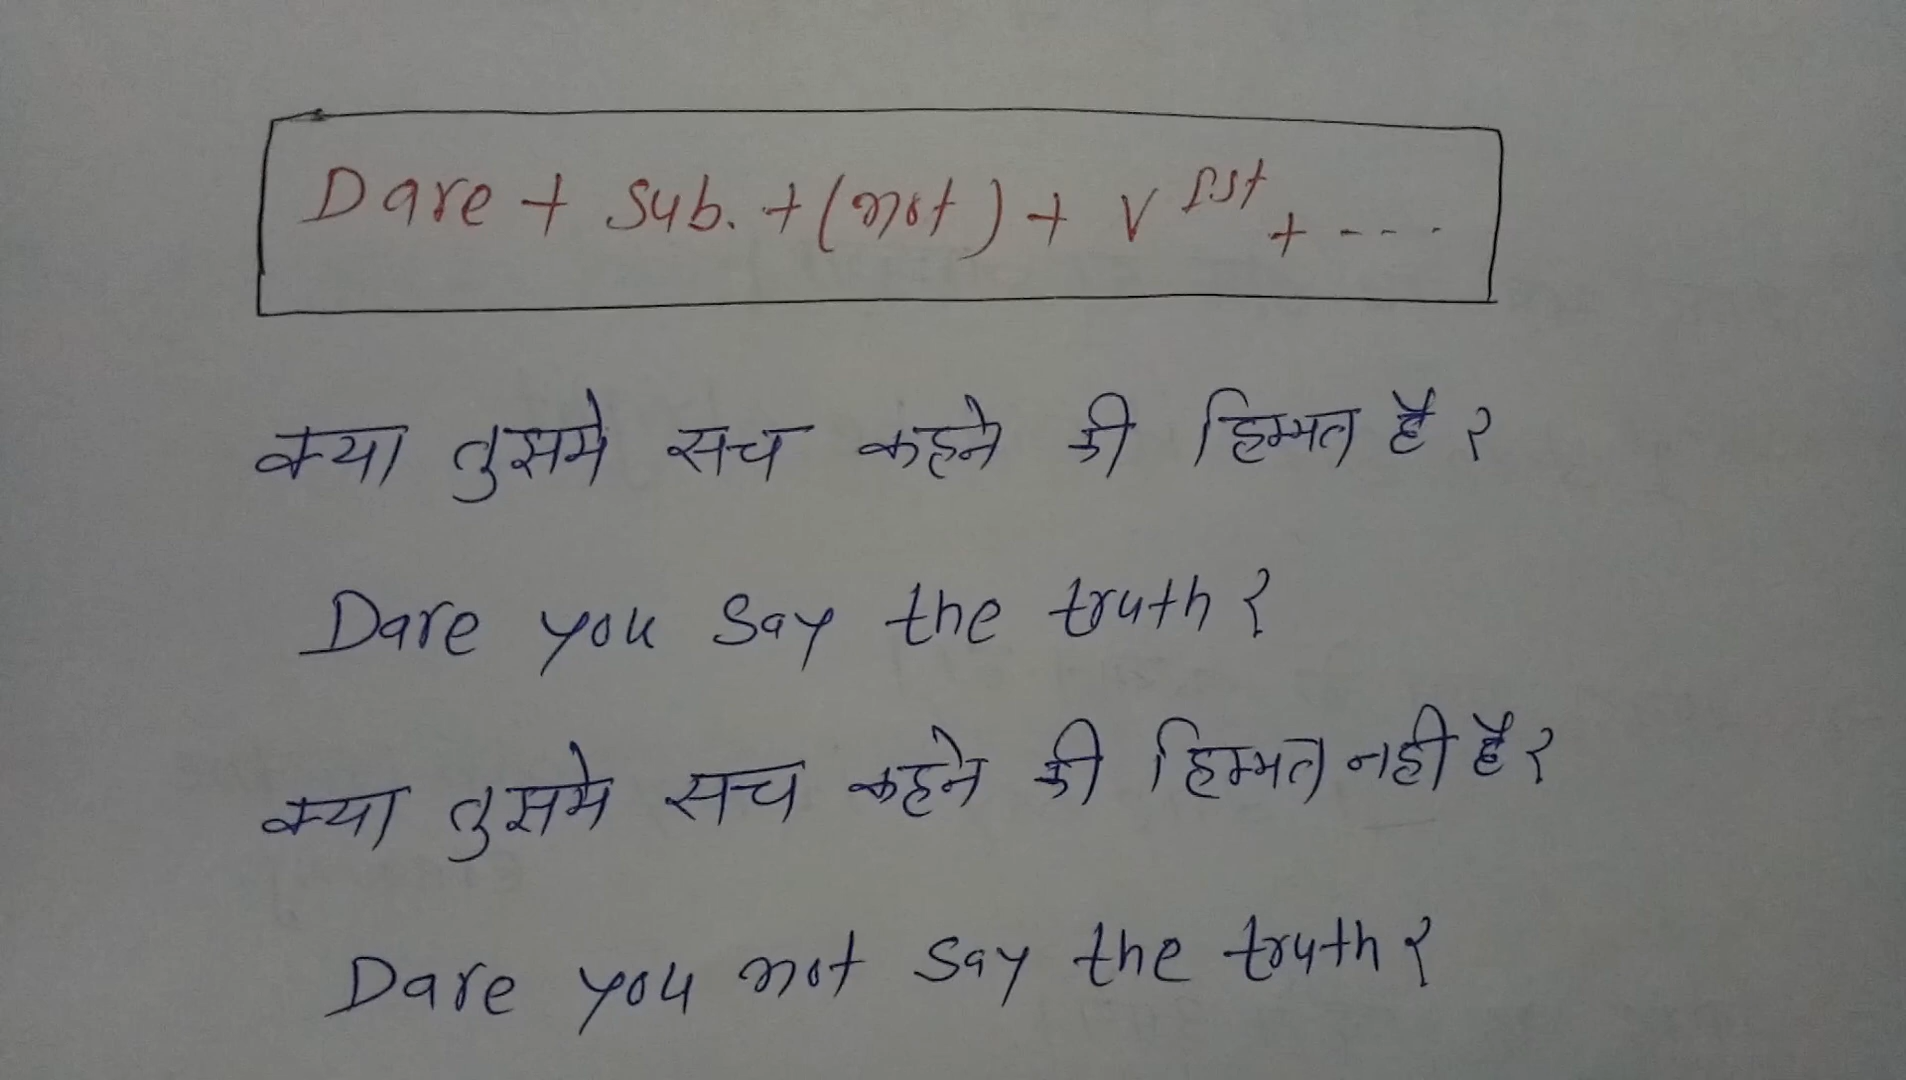 Dare + Sub. + (not) + V Ist + ----
क्या तुममे सच कहने की हिम्मत है ?
Dare you say the truth ?
क्या तुममे सच कहने की हिम्मत नही है ?
Dare you not say the truth ?